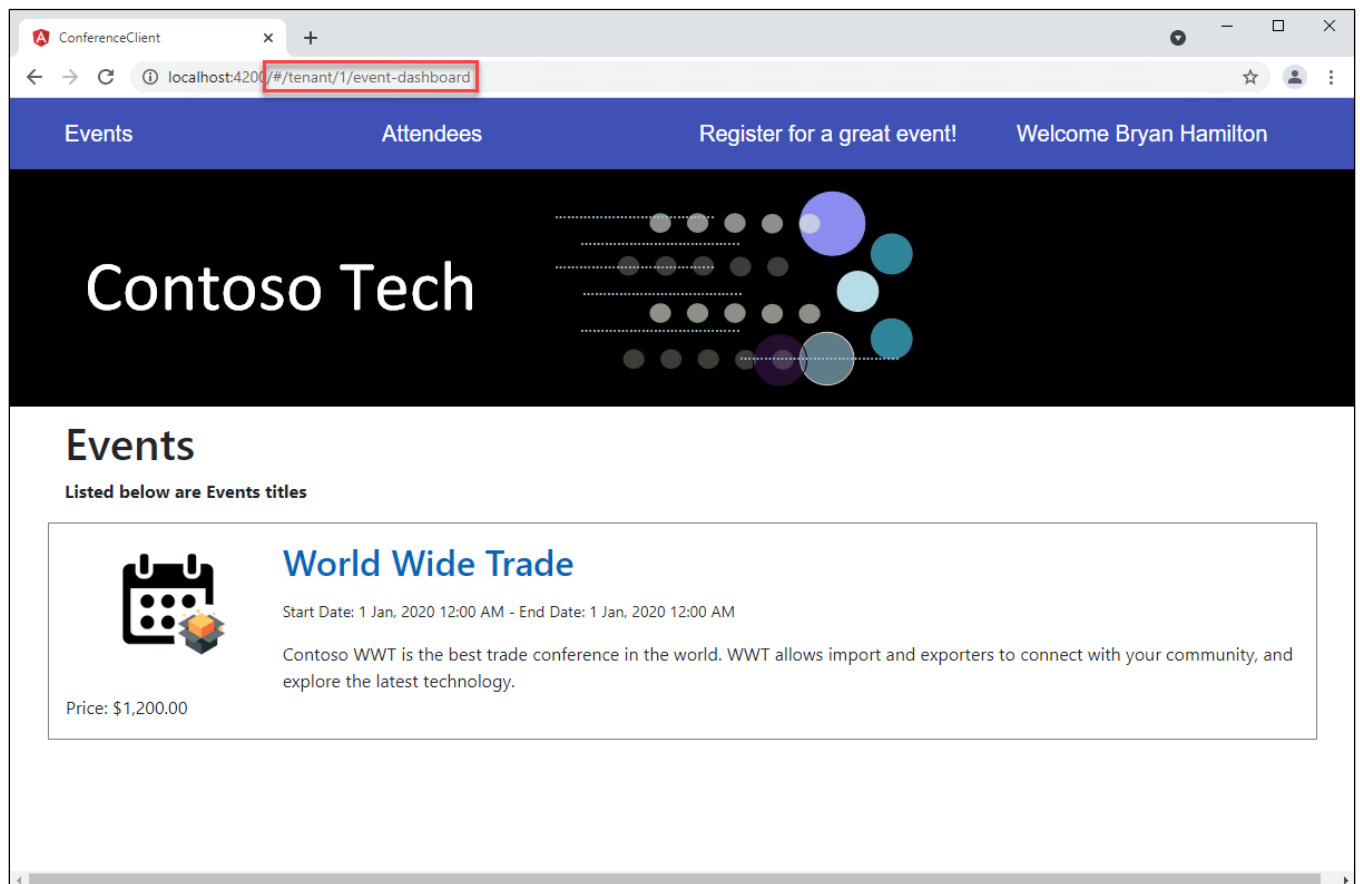 ConferenceClient
localhost:4200/#/tenant/1/event-dashboard
Events Attendees Register for a great event! Welcome Bryan Hamilton
Contoso Tech
Events
Listed below are Events titles
World Wide Trade
Start Date: 1 Jan, 2020 12:00 AM - End Date: 1 Jan, 2020 12:00 AM
Contoso WWT is the best trade conference in the world. WWT allows import and exporters to connect with your community, and
explore the latest technology.
Price: $1,200.00